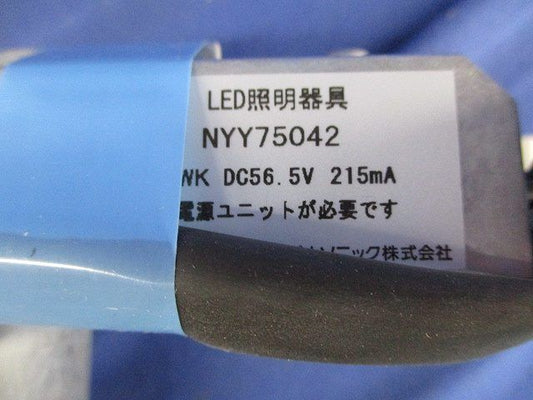 LED照明器具
NYY75042
WK DC56.5V 215mA
電源ユニットが必要です
ソニック株式会社